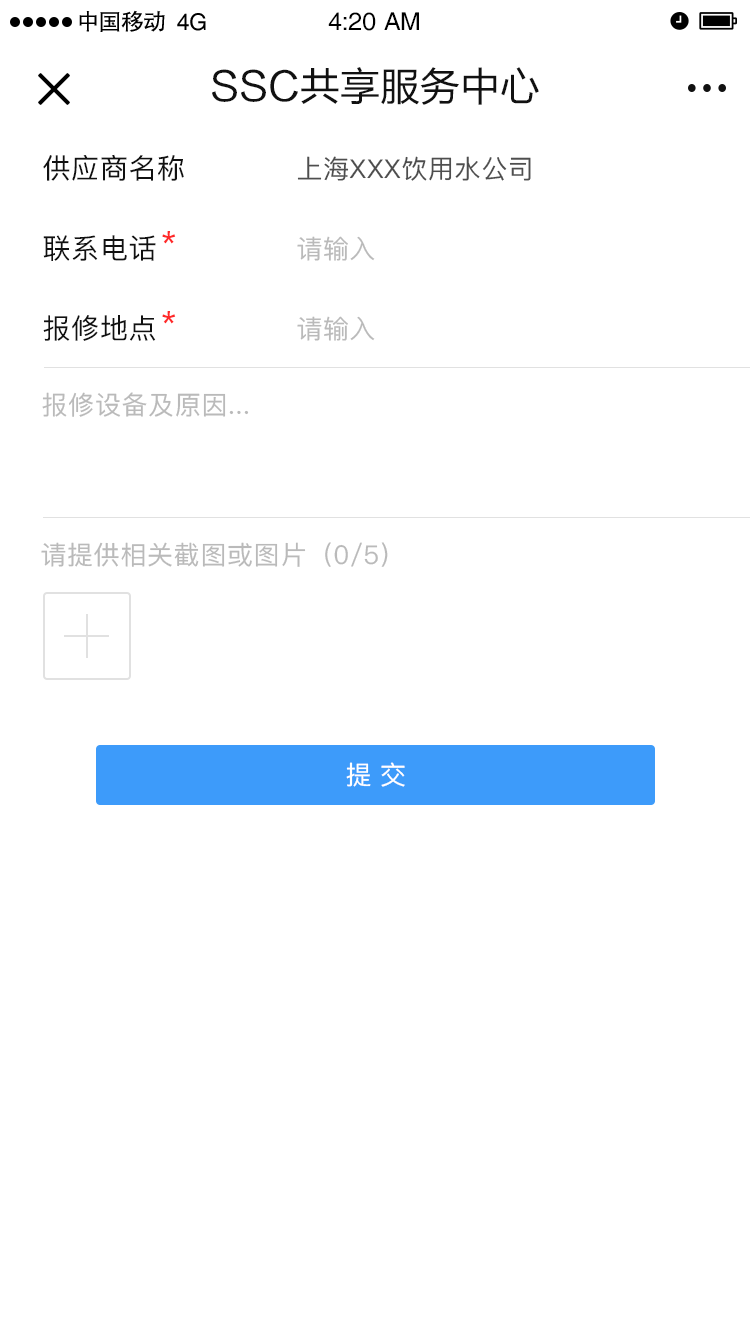 中国移动 4G 4:20 AM
SSC共享服务中心
供应商名称 上海XXX饮用水公司
联系电话* 请输入
报修地点* 请输入
报修设备及原因...
请提供相关截图或图片（0/5）
提 交